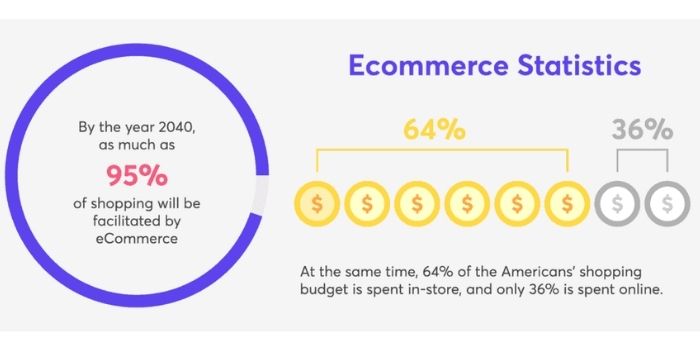 By the year 2040,
as much as
95%
of shopping will be
facilitated by
eCommerce
Ecommerce Statistics
64%
36%
$ $ $ $ $ $ $ $
At the same time, 64% of the Americans' shopping
budget is spent in-store, and only 36% is spent online.